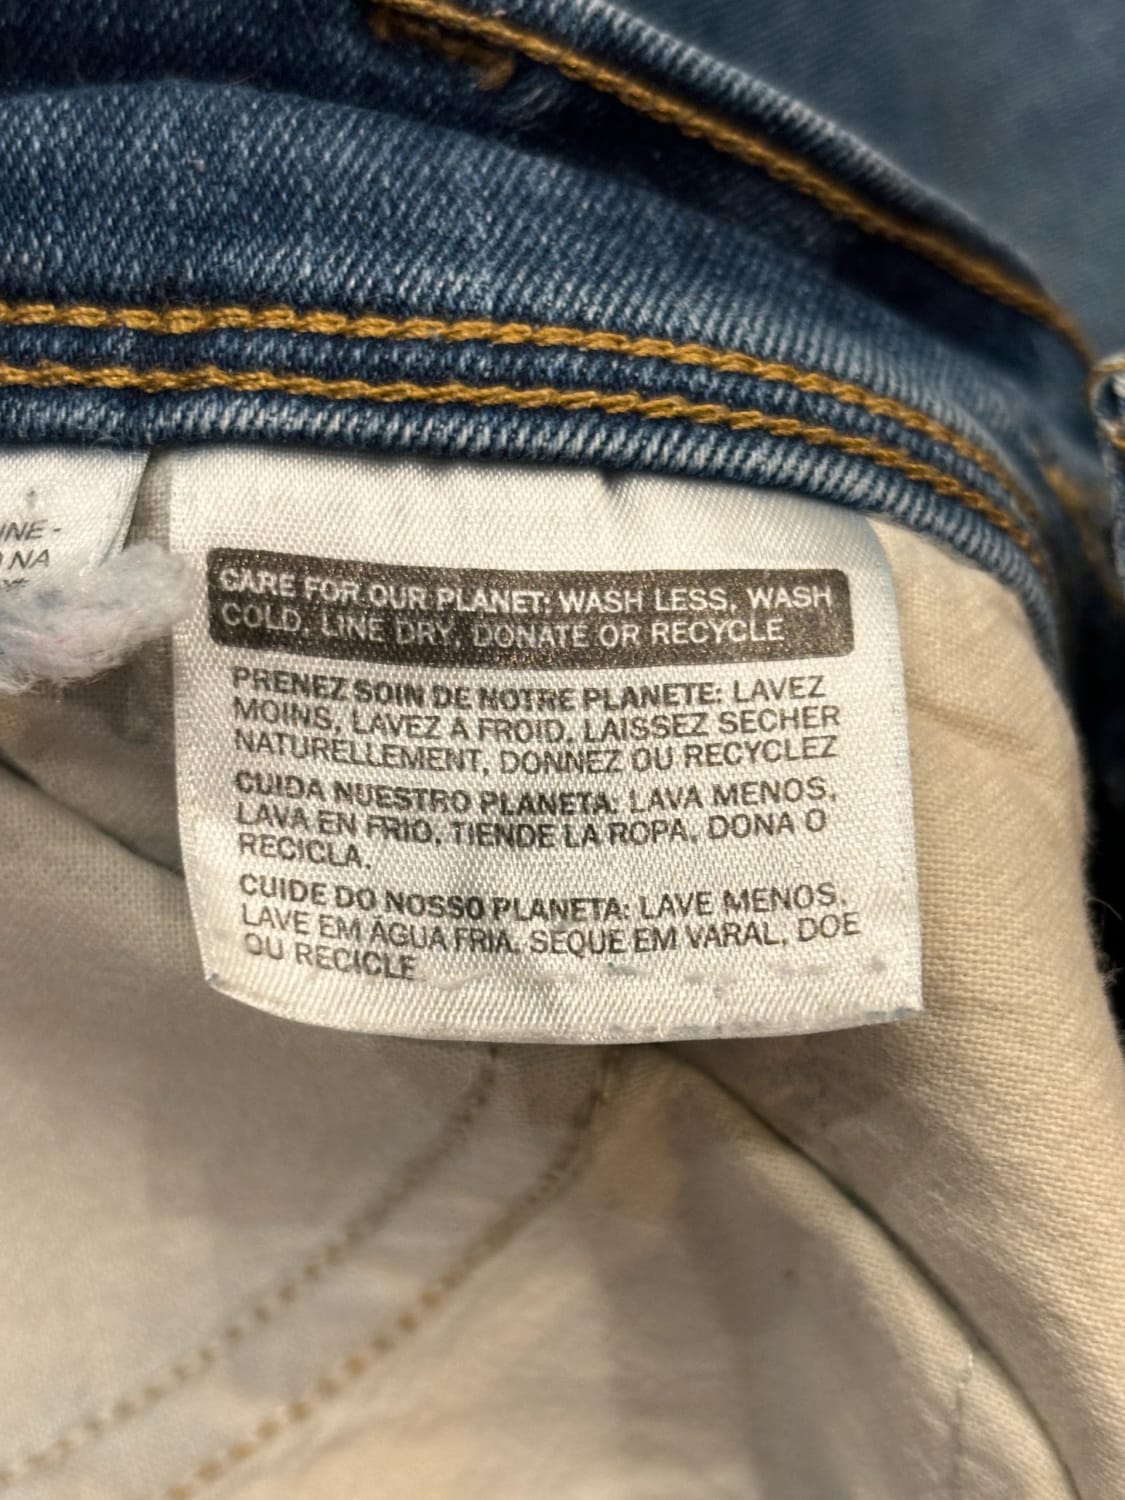 INE-
NA
CARE FOR OUR PLANET: WASH LESS, WASH
COLD, LINE DRY, DONATE OR RECYCLE
PRENEZ SOIN DE NOTRE PLANETE: LAVEZ
MOINS, LAVEZ A FROID, LAISSEZ SECHER
NATURELLEMENT, DONNEZ OU RECYCLEZ
CUIDA NUESTRO PLANETA: LAVA MENOS,
LAVA EN FRIO, TIENDE LA ROPA, DONA O
RECICLA.
CUIDE DO NOSSO PLANETA: LAVE MENOS,
LAVE EM ÁGUA FRIA, SEQUE EM VARAL, DOE
OU RECICLE